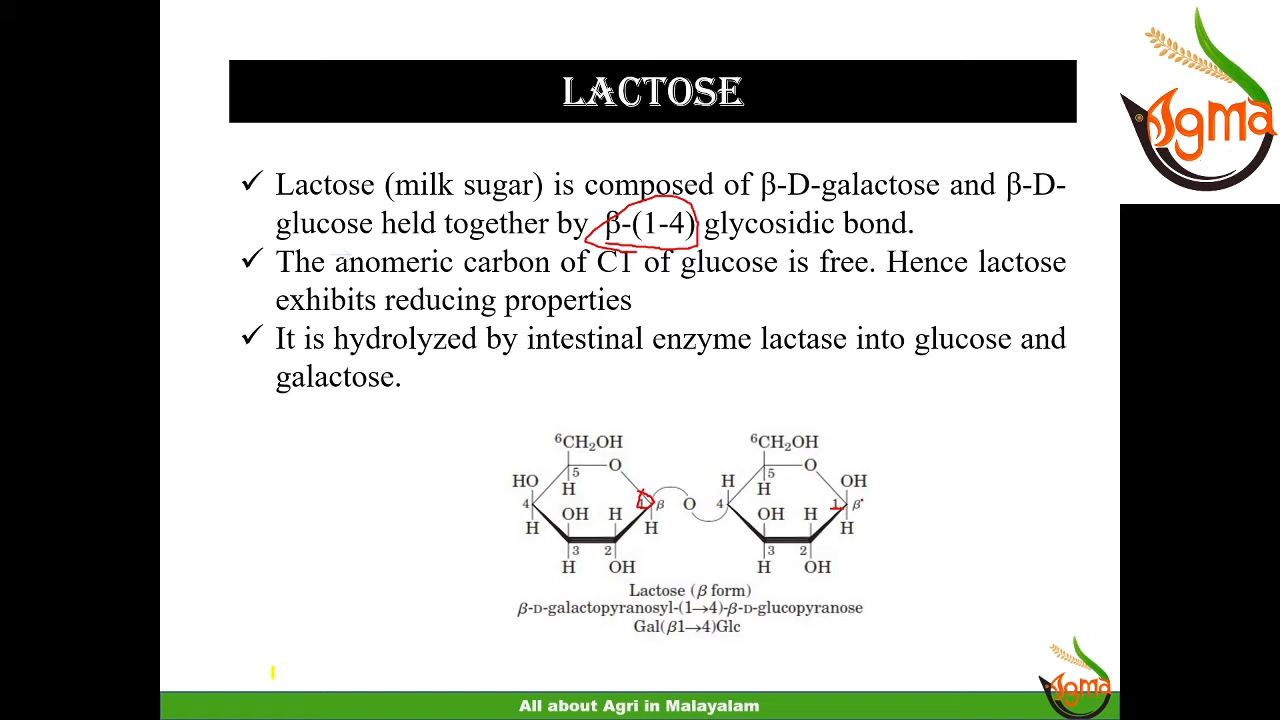 LACTOSE
Agma
✓ Lactose (milk sugar) is composed of β-D-galactose and β-D-
glucose held together by β-(1-4) glycosidic bond.
✓ The anomeric carbon of C1 of glucose is free. Hence lactose
exhibits reducing properties
✓ It is hydrolyzed by intestinal enzyme lactase into glucose and
galactose.
⁶CH₂OH ⁶CH₂OH
O O
HO 5 H 5 OH
H H
4 1 β O 4 1 β
OH H OH H
H H H
3 2 3 2
H OH H OH
Lactose (β form)
β-D-galactopyranosyl-(1→4)-β-D-glucopyranose
Gal(β1→4)Glc
Agma
All about Agri in Malayalam